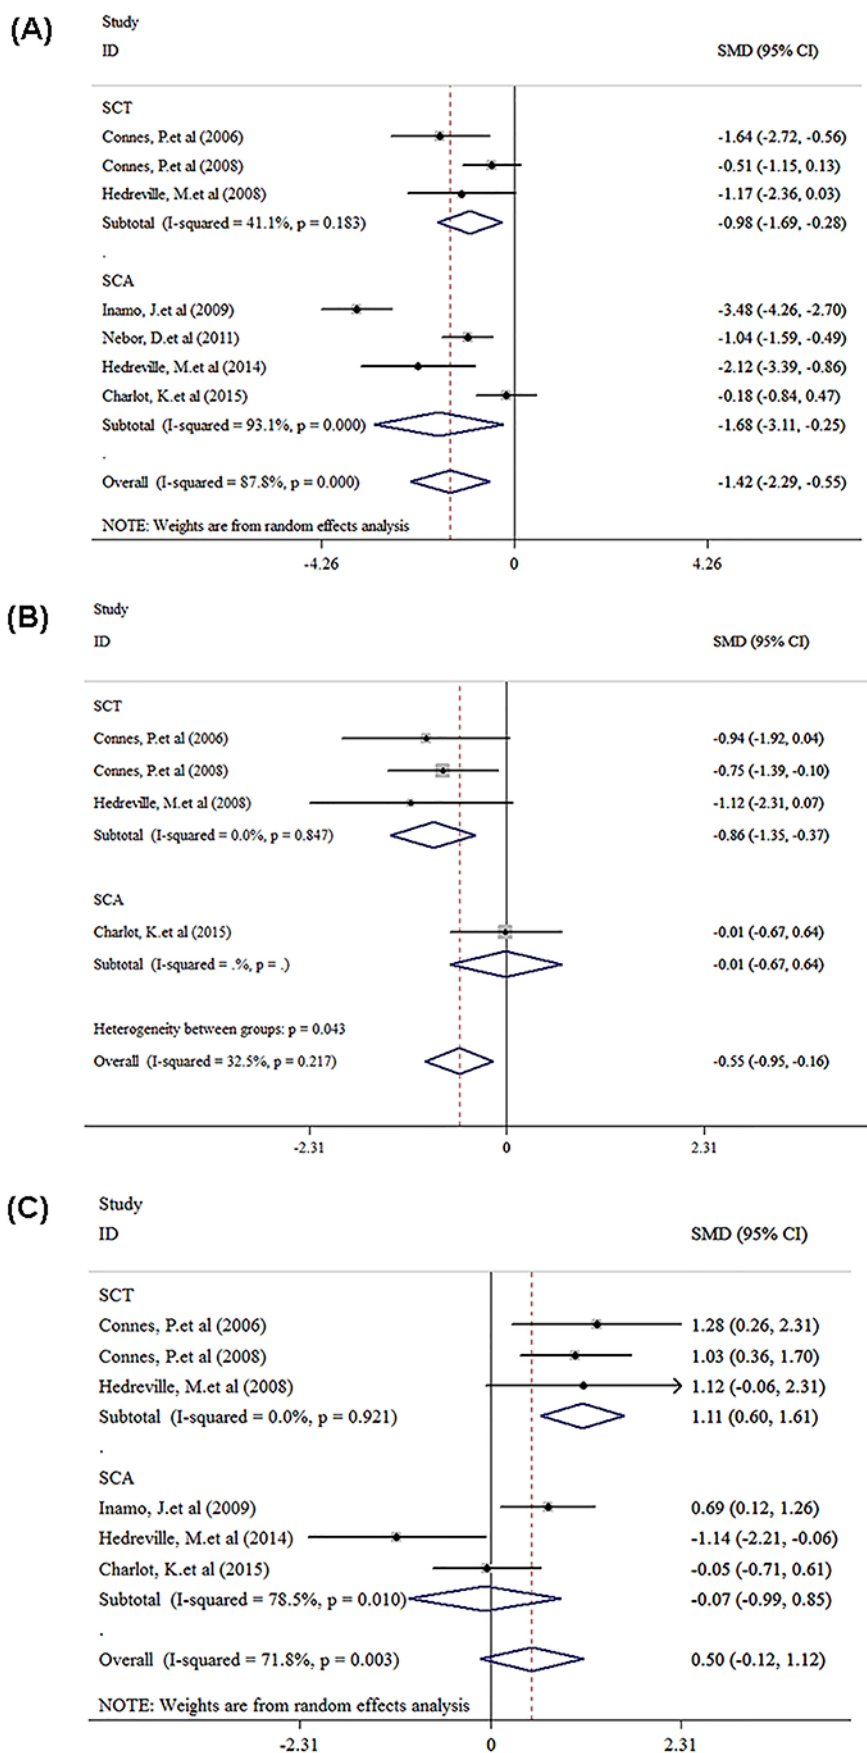 (A)
Study
ID SMD (95% CI)
SCT
Connes, P.et al (2006) -1.64 (-2.72, -0.56)
Connes, P.et al (2008) -0.51 (-1.15, 0.13)
Hedreville, M.et al (2008) -1.17 (-2.36, 0.03)
Subtotal (I-squared = 41.1%, p = 0.183) -0.98 (-1.69, -0.28)
.
SCA
Inamo, J.et al (2009) -3.48 (-4.26, -2.70)
Nebor, D.et al (2011) -1.04 (-1.59, -0.49)
Hedreville, M.et al (2014) -2.12 (-3.39, -0.86)
Charlot, K.et al (2015) -0.18 (-0.84, 0.47)
Subtotal (I-squared = 93.1%, p = 0.000) -1.68 (-3.11, -0.25)
.
Overall (I-squared = 87.8%, p = 0.000) -1.42 (-2.29, -0.55)
NOTE: Weights are from random effects analysis
-4.26 0 4.26
(B)
Study
ID SMD (95% CI)
SCT
Connes, P.et al (2006) -0.94 (-1.92, 0.04)
Connes, P.et al (2008) -0.75 (-1.39, -0.10)
Hedreville, M.et al (2008) -1.12 (-2.31, 0.07)
Subtotal (I-squared = 0.0%, p = 0.847) -0.86 (-1.35, -0.37)
SCA
Charlot, K.et al (2015) -0.01 (-0.67, 0.64)
Subtotal (I-squared = .%, p = .) -0.01 (-0.67, 0.64)
Heterogeneity between groups: p = 0.043
Overall (I-squared = 32.5%, p = 0.217) -0.55 (-0.95, -0.16)
-2.31 0 2.31
(C)
Study
ID SMD (95% CI)
SCT
Connes, P.et al (2006) 1.28 (0.26, 2.31)
Connes, P.et al (2008) 1.03 (0.36, 1.70)
Hedreville, M.et al (2008) 1.12 (-0.06, 2.31)
Subtotal (I-squared = 0.0%, p = 0.921) 1.11 (0.60, 1.61)
.
SCA
Inamo, J.et al (2009) 0.69 (0.12, 1.26)
Hedreville, M.et al (2014) -1.14 (-2.21, -0.06)
Charlot, K.et al (2015) -0.05 (-0.71, 0.61)
Subtotal (I-squared = 78.5%, p = 0.010) -0.07 (-0.99, 0.85)
.
Overall (I-squared = 71.8%, p = 0.003) 0.50 (-0.12, 1.12)
NOTE: Weights are from random effects analysis
-2.31 0 2.31